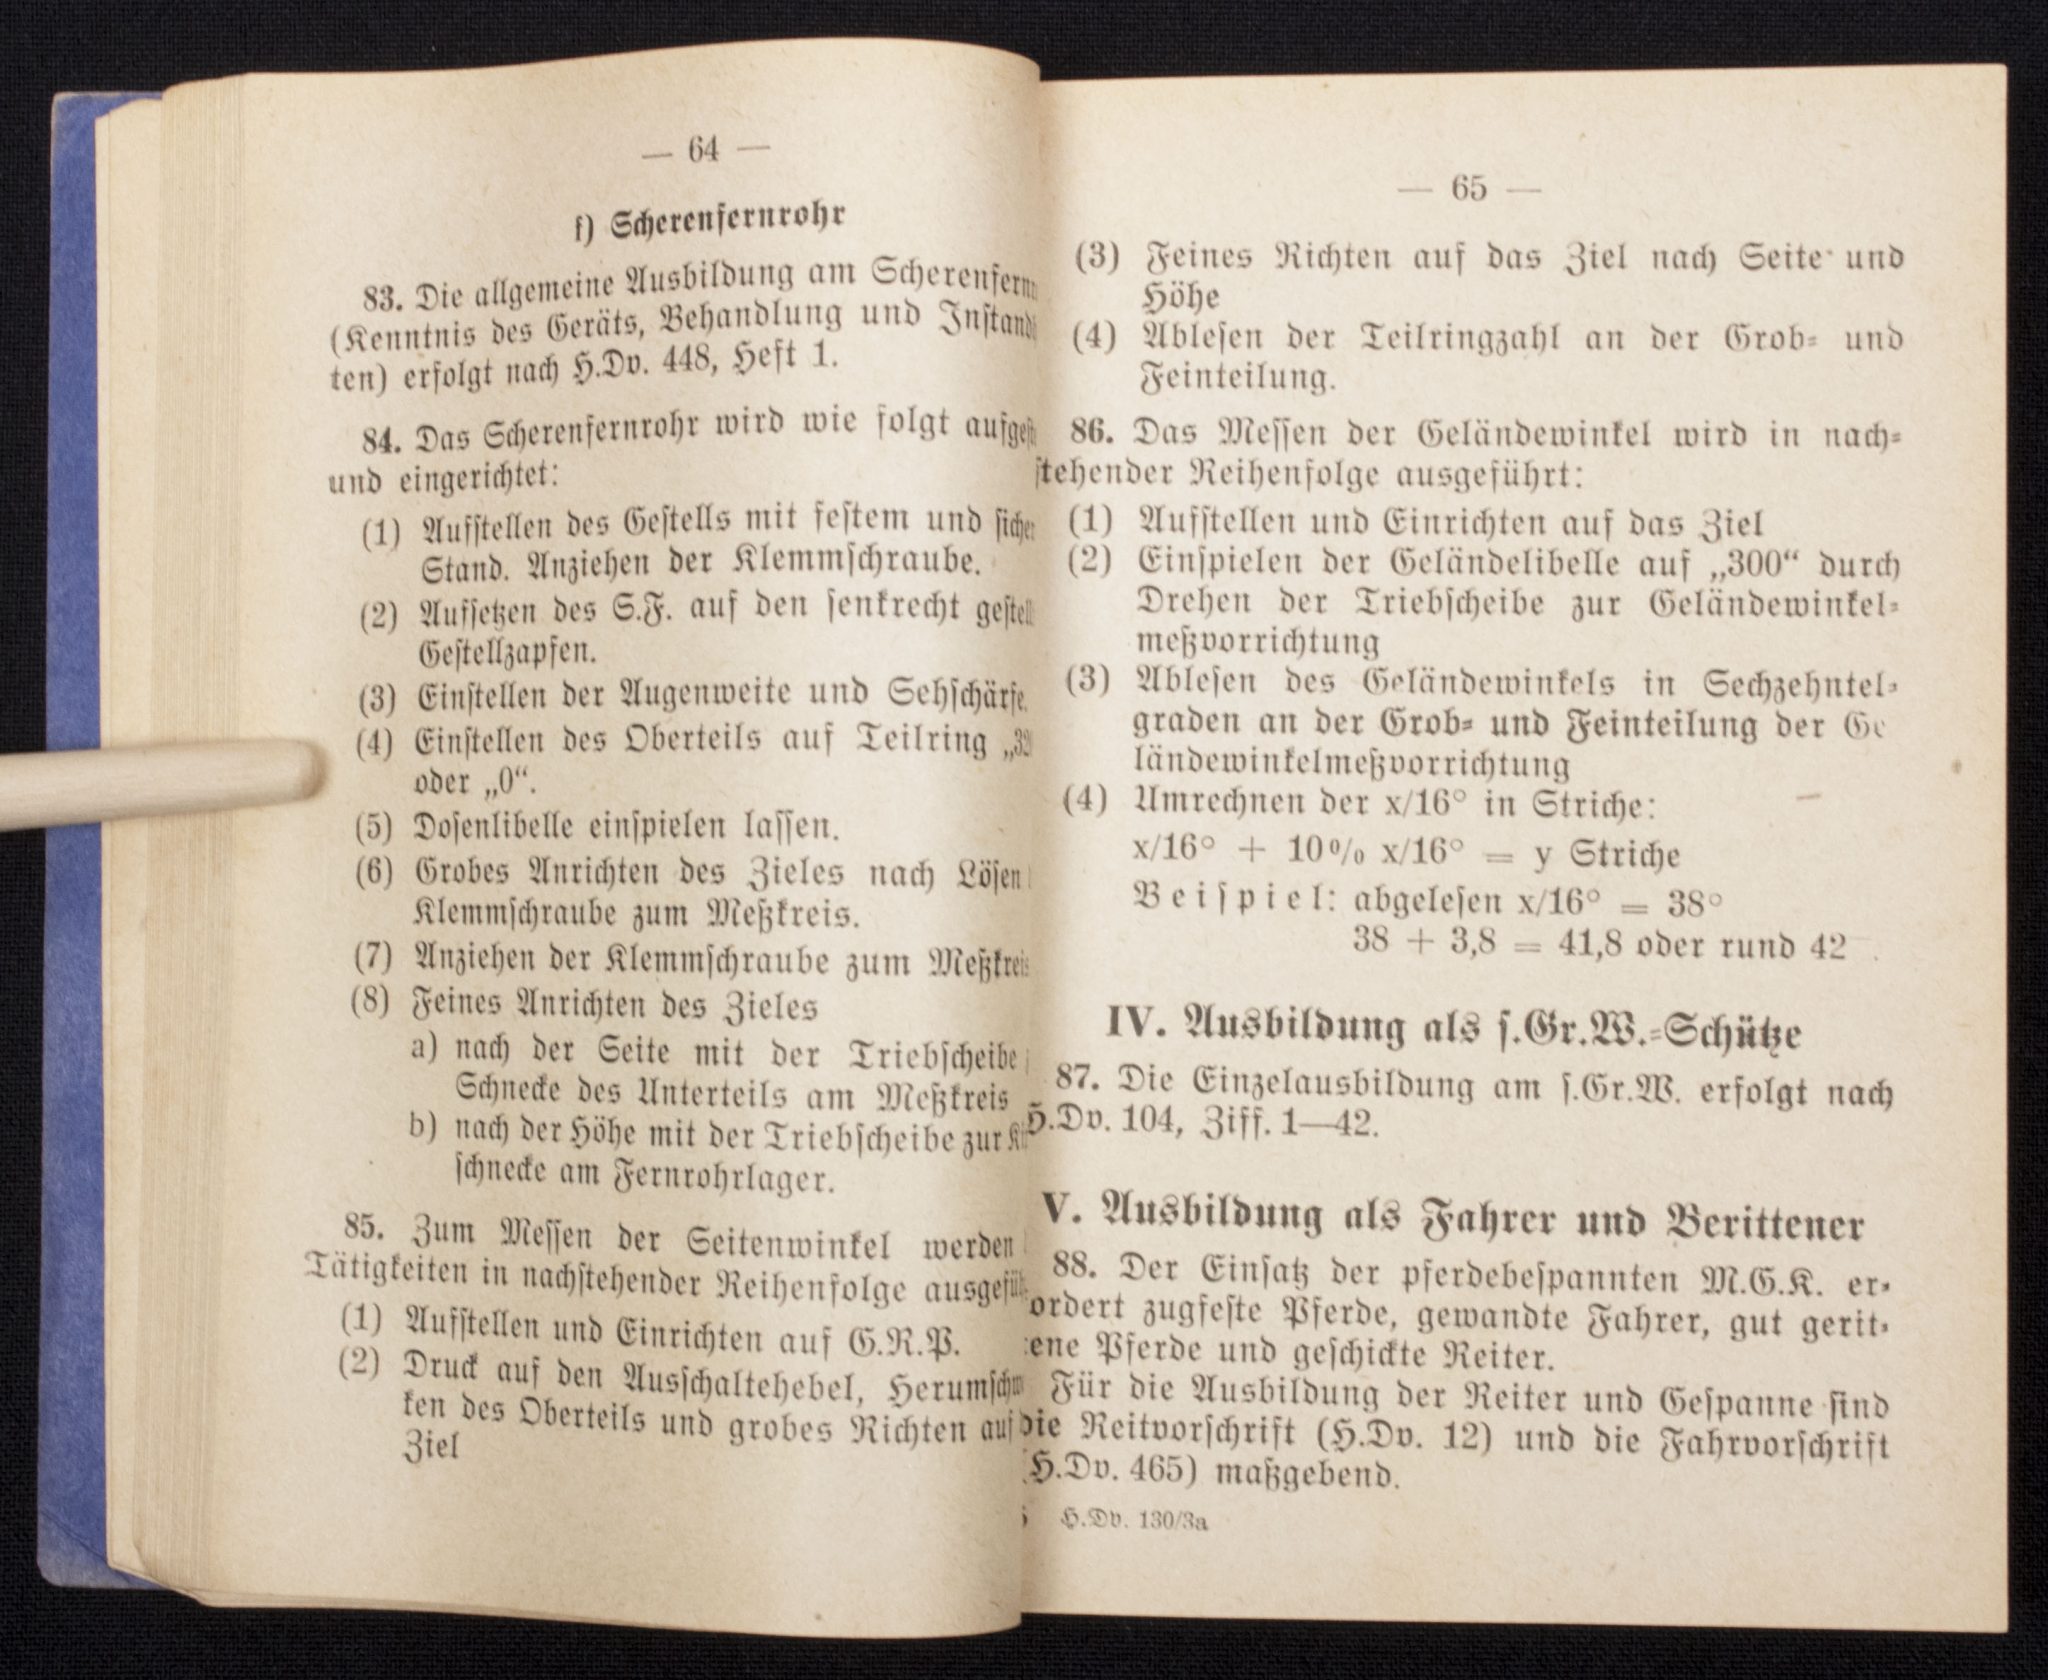 — 64 —
f) Scherenfernrohr
83. Die allgemeine Ausbildung am
(Kenntnis des Geräts, Behandlung und
ten) erfolgt nach H.Dv. 448, Heft 1.
84. Das Scherenfernrohr wird wie folgt
und eingerichtet:
(1) Aufstellen des Gestells mit festem und
Stand. Anziehen der Klemmschraube.
(2) Aufsetzen des S.F. auf den senkrecht
Gestellzapfen.
(3) Einstellen der Augenweite und Sehschärfe.
(4) Einstellen des Oberteils auf Teilring
oder „0“.
(5) Dosenlibelle einspielen lassen.
(6) Grobes Anrichten des Zieles nach Lösen
Klemmschraube zum Meßkreis.
(7) Anziehen der Klemmschraube zum
(8) Feines Anrichten des Zieles
a) nach der Seite mit der Triebscheibe
Schnecke des Unterteils am Meßkreis
b) nach der Höhe mit der Triebscheibe zur
schnecke am Fernrohrlager.
85. Zum Messen der Seitenwinkel werden
Tätigkeiten in nachstehender Reihenfolge
(1) Aufstellen und Einrichten auf G.R.P.
(2) Druck auf den Ausschaltehebel,
ken des Oberteils und grobes Richten auf
Ziel
— 65 —
(3) Feines Richten auf das Ziel nach Seite und
Höhe
(4) Ablesen der Teilringzahl an der Grob- und
Feinteilung.
86. Das Messen der Geländewinkel wird in nach-
stehender Reihenfolge ausgeführt:
(1) Aufstellen und Einrichten auf das Ziel
(2) Einspielen der Geländelibelle auf „300“ durch
Drehen der Triebscheibe zur Geländewinkel-
meßvorrichtung
(3) Ablesen des Geländewinkels in Sechzehntel-
graden an der Grob- und Feinteilung der Ge
ländewinkelmeßvorrichtung
(4) Umrechnen der x/16° in Striche:
x/16° + 10% x/16° = y Striche
Beispiel: abgelesen x/16° = 38°
38 + 3,8 = 41,8 oder rund 42
IV. Ausbildung als s.Gr.W.-Schütze
87. Die Einzelausbildung am s.Gr.W. erfolgt nach
H.Dv. 104, Ziff. 1—42.
V. Ausbildung als Fahrer und Berittener
88. Der Einsatz der pferdebespannten M.G.K. er-
ordert zugfeste Pferde, gewandte Fahrer, gut gerit-
ene Pferde und geschickte Reiter.
Für die Ausbildung der Reiter und Gespanne sind
die Reitvorschrift (H.Dv. 12) und die Fahrvorschrift
H.Dv. 465) maßgebend.
H.Dv. 130/3a